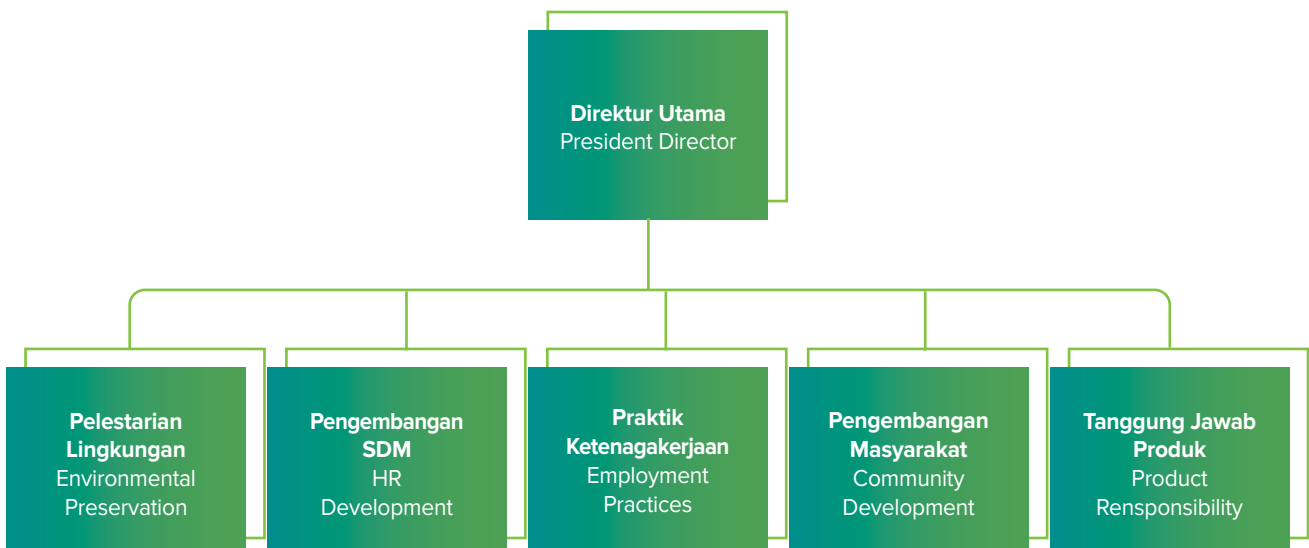 Direktur Utama
President Director
Pelestarian
Lingkungan
Environmental
Preservation
Pengembangan
SDM
HR
Development
Praktik
Ketenagakerjaan
Employment
Practices
Pengembangan
Masyarakat
Community
Development
Tanggung Jawab
Produk
Product
Rensponsibility